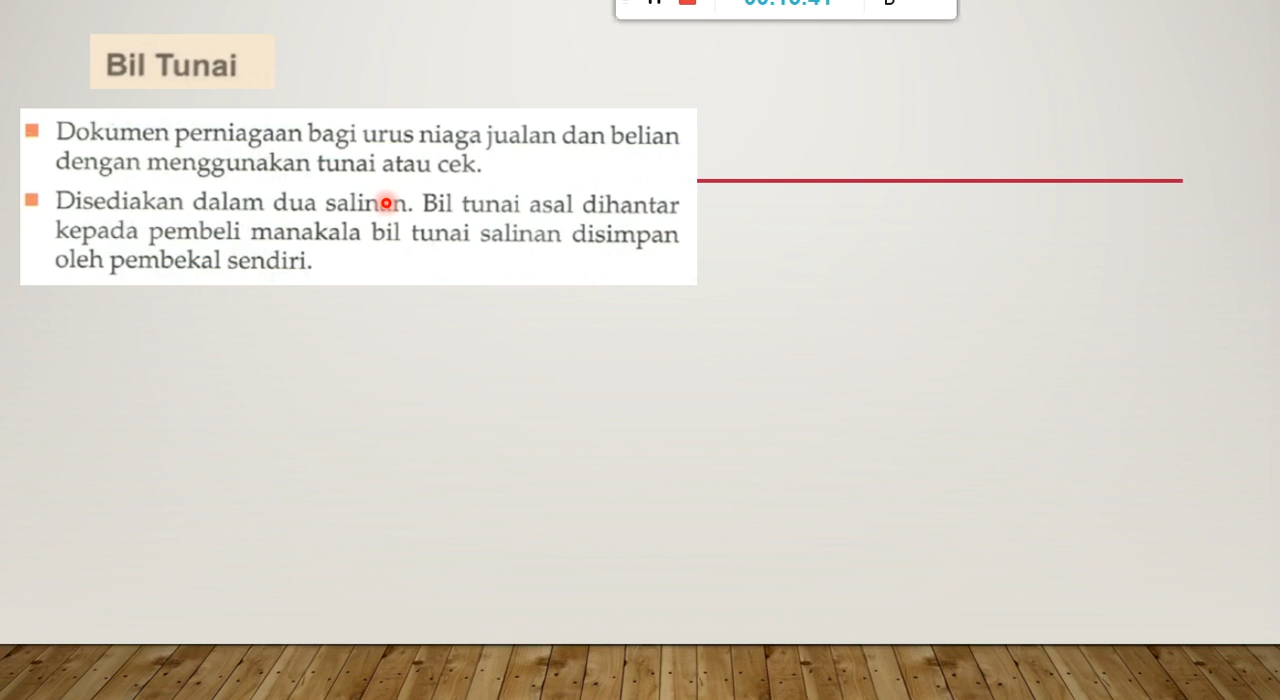 Bil Tunai
Dokumen perniagaan bagi urus niaga jualan dan belian
dengan menggunakan tunai atau cek.
Disediakan dalam dua salinan. Bil tunai asal dihantar
kepada pembeli manakala bil tunai salinan disimpan
oleh pembekal sendiri.